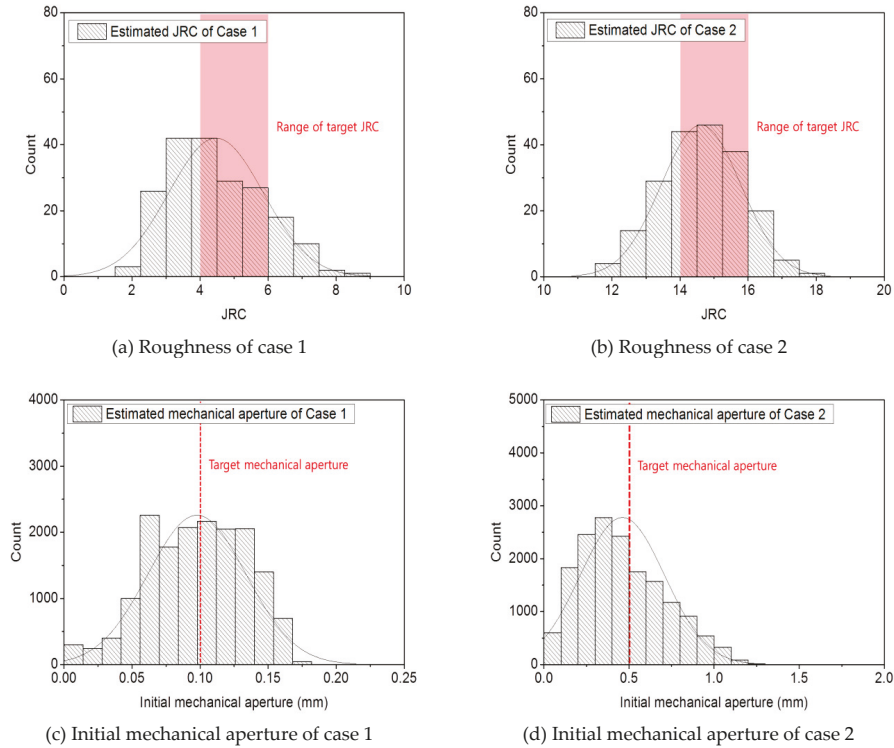 80
60
40
20
0
Count
Estimated JRC of Case 1
Range of target JRC
0 2 4 6 8 10
JRC
(a) Roughness of case 1
80
60
40
20
0
Count
Estimated JRC of Case 2
Range of target JRC
10 12 14 16 18 20
JRC
(b) Roughness of case 2
4000
3000
2000
1000
0
Count
Estimated mechanical aperture of Case 1
Target mechanical aperture
0.00 0.05 0.10 0.15 0.20 0.25
Initial mechanical aperture (mm)
(c) Initial mechanical aperture of case 1
5000
4000
3000
2000
1000
0
Count
Estimated mechanical aperture of Case 2
Target mechanical aperture
0.0 0.5 1.0 1.5 2.0
Initial mechanical aperture (mm)
(d) Initial mechanical aperture of case 2